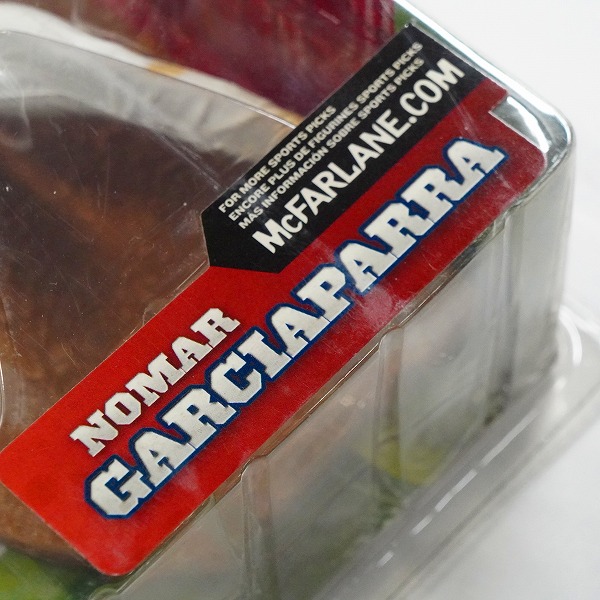 FOR MORE SPORTS PICKS
ENCORE PLUS DE FIGURINES SPORTS PICKS
MÁS INFORMACIÓN SOBRE SPORTS PICKS
McFARLANE.COM
NOMAR
GARCIAPARRA